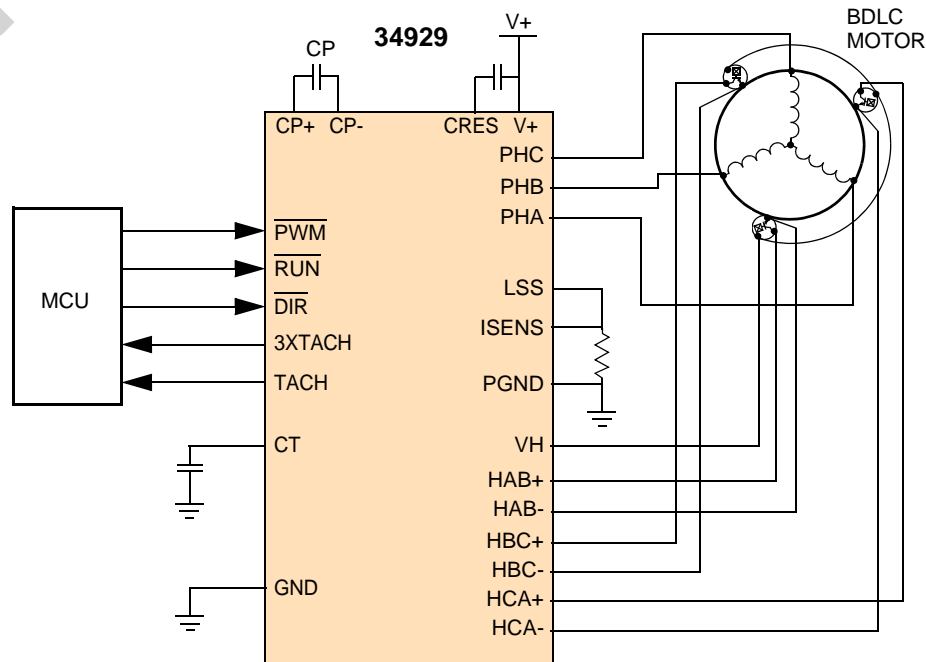 34929
V+
BDLC
MOTOR
CP
CP+ CP- CRES V+
PHC
PHB
PHA
PWM
RUN
DIR
3XTACH
TACH
MCU
LSS
ISENS
PGND
CT
VH
HAB+
HAB-
HBC+
HBC-
GND
HCA+
HCA-